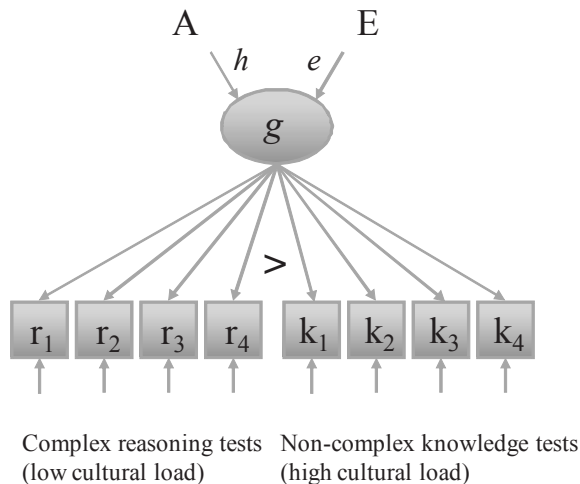 A E
h e
g
>
r1 r2 r3 r4 k1 k2 k3 k4
Complex reasoning tests Non-complex knowledge tests
(low cultural load) (high cultural load)